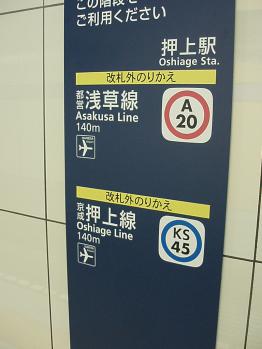 この階段を
ご利用ください
押上駅
Oshiage Sta.
改札外のりかえ
都営 浅草線
Asakusa Line
140m
A
20
改札外のりかえ
京成 押上線
Oshiage Line
140m
KS
45